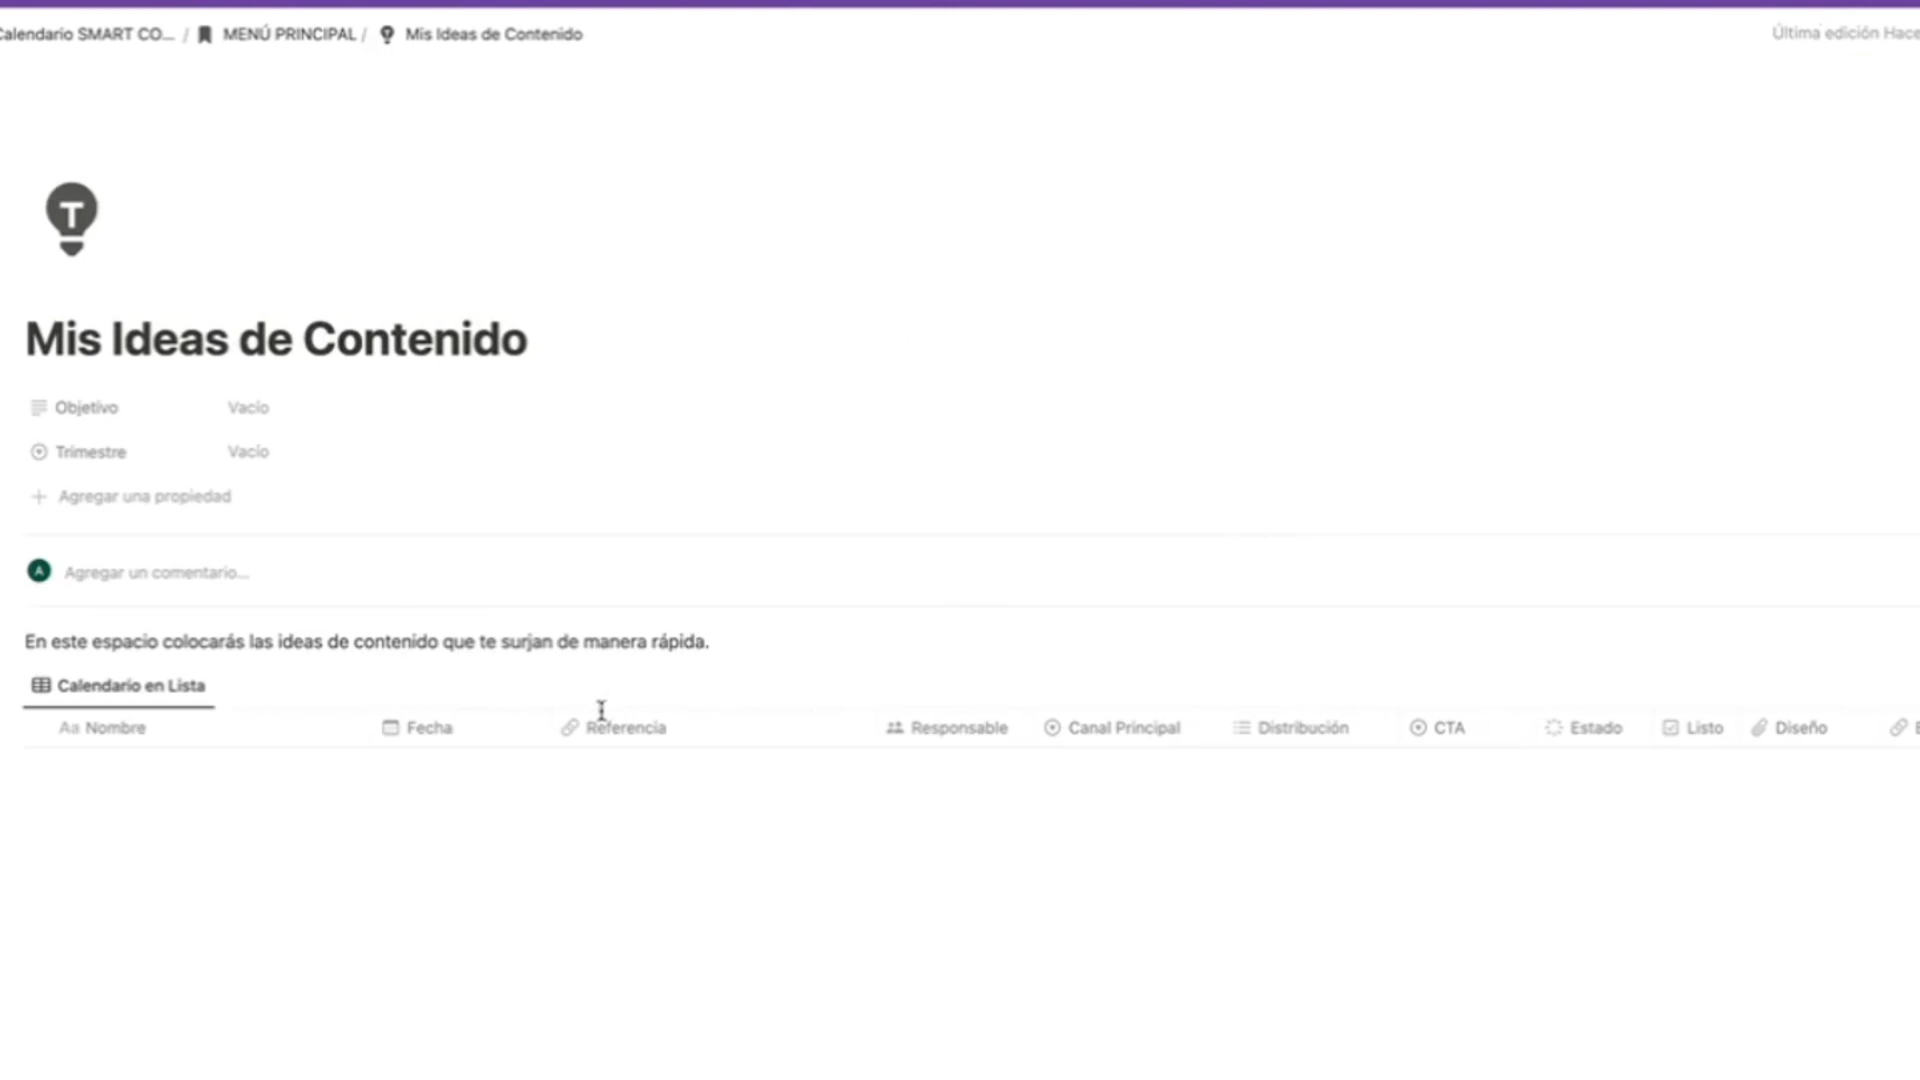 Calendario SMART CO... / MENÚ PRINCIPAL / Mis Ideas de Contenido
Última edición Hace
T
Mis Ideas de Contenido
Objetivo Vacío
Trimestre Vacío
+ Agregar una propiedad
A Agregar un comentario...
En este espacio colocarás las ideas de contenido que te surjan de manera rápida.
Calendario en Lista
Aa Nombre Fecha Referencia Responsable Canal Principal Distribución CTA Estado Listo Diseño